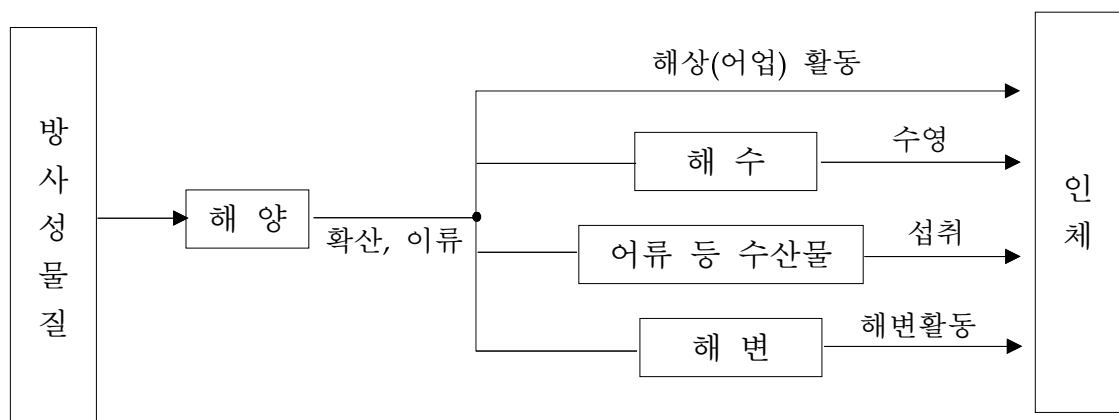 방사성물질
해 양
확산, 이류
해상(어업) 활동
해 수
수영
어류 등 수산물
섭취
해 변
해변활동
인체